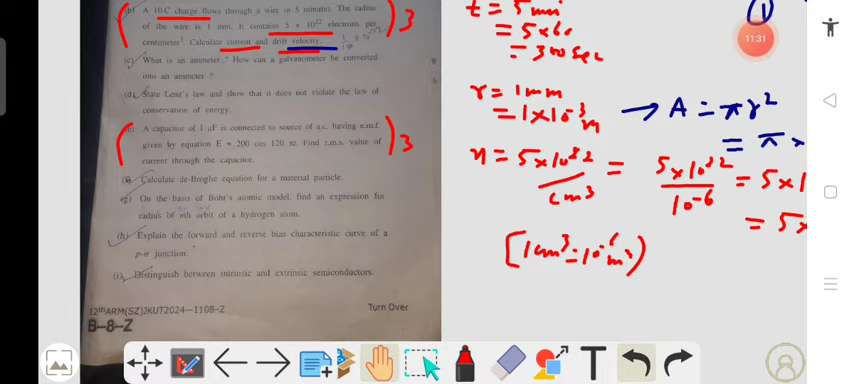 (b) A 10 C charge flows through a wire in 5 minutes. The radius
of the wire is 1 mm. It contains 5 × 10²² electrons per
centimeter³. Calculate current and drift velocity.
(c) What is an ammeter ? How can a galvanometer be converted
into an ammeter ?
(d) State Lenz's law and show that it does not violate the law of
conservation of energy.
A capacitor of 1 μF is connected to source of a.c. having e.m.f.
given by equation E = 200 cos 120 πt. Find r.m.s. value of
current through the capacitor.
Calculate de-Broglie equation for a material particle.
(g) On the basis of Bohr's atomic model, find an expression for
radius of nth orbit of a hydrogen atom.
(h) Explain the forward and reverse bias characteristic curve of a
p-n junction.
(i) Distinguish between intrinsic and extrinsic semiconductors.
12thARM(SZ)JKUT2024—1108-Z
Turn Over
B-8-Z
3
3
t = 5 min
= 5×60
= 300 sec
r = 1mm
= 1×10⁻³ m
→ A = πr²
= π ×
n = 5×10²² / cm³ = 5×10²² / 10⁻⁶ = 5×1
= 5×
[1cm³ = 10⁻⁶ m³]
1
11:31
T